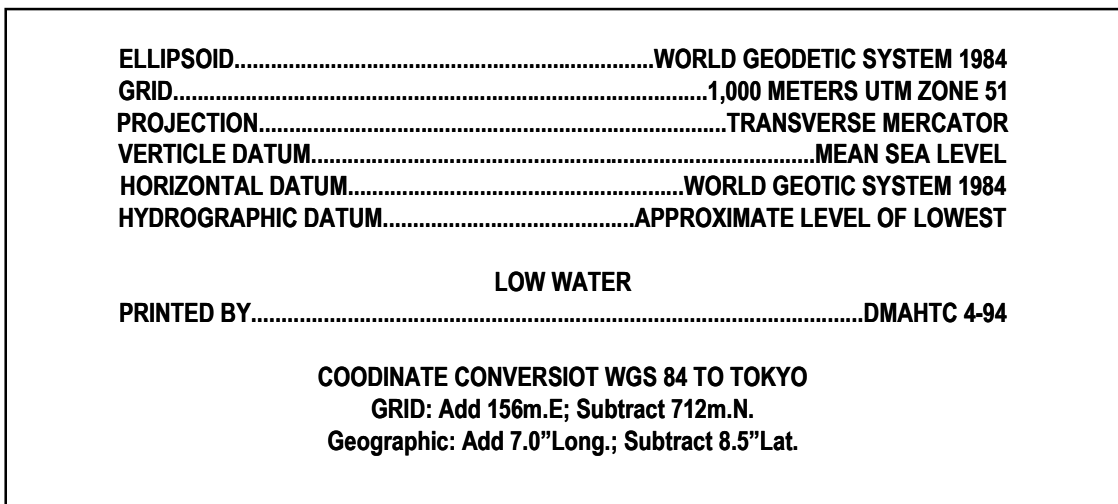 ELLIPSOID......................................................................WORLD GEODETIC SYSTEM 1984
GRID.........................................................................................1,000 METERS UTM ZONE 51
PROJECTION..............................................................................TRANSVERSE MERCATOR
VERTICLE DATUM....................................................................................MEAN SEA LEVEL
HORIZONTAL DATUM........................................................WORLD GEOTIC SYSTEM 1984
HYDROGRAPHIC DATUM..........................................APPROXIMATE LEVEL OF LOWEST
LOW WATER
PRINTED BY......................................................................................................DMAHTC 4-94
COODINATE CONVERSIOT WGS 84 TO TOKYO
GRID: Add 156m.E; Subtract 712m.N.
Geographic: Add 7.0”Long.; Subtract 8.5”Lat.